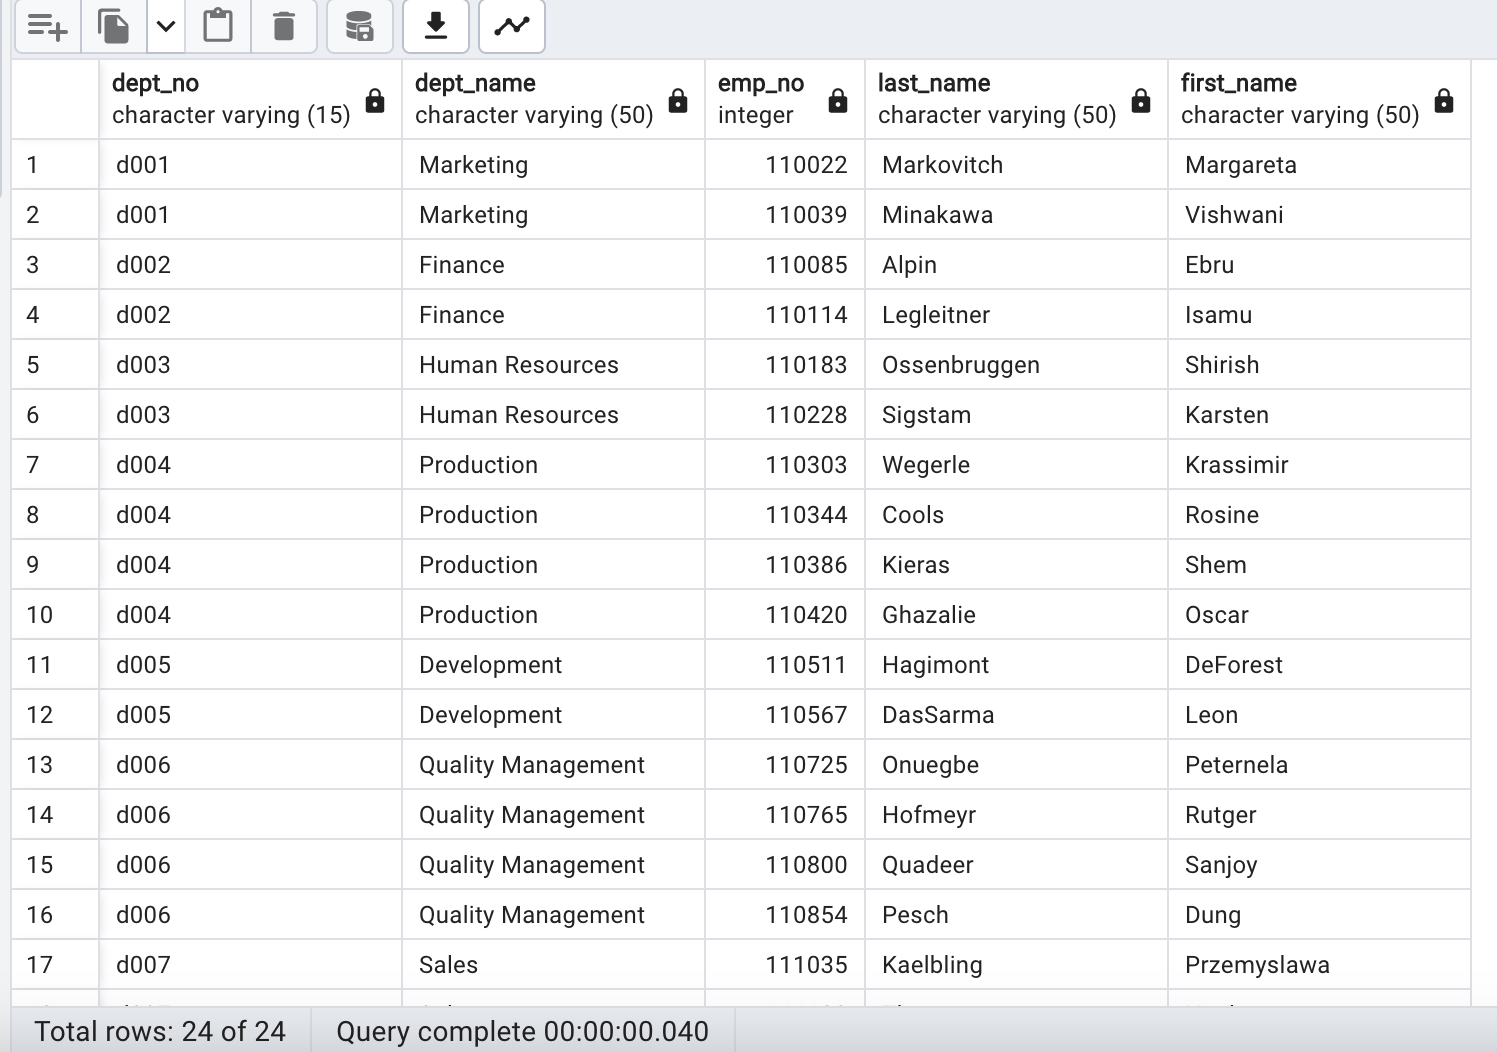 dept_no dept_name emp_no last_name first_name
character varying (15) character varying (50) integer character varying (50) character varying (50)
1 d001 Marketing 110022 Markovitch Margareta
2 d001 Marketing 110039 Minakawa Vishwani
3 d002 Finance 110085 Alpin Ebru
4 d002 Finance 110114 Legleitner Isamu
5 d003 Human Resources 110183 Ossenbruggen Shirish
6 d003 Human Resources 110228 Sigstam Karsten
7 d004 Production 110303 Wegerle Krassimir
8 d004 Production 110344 Cools Rosine
9 d004 Production 110386 Kieras Shem
10 d004 Production 110420 Ghazalie Oscar
11 d005 Development 110511 Hagimont DeForest
12 d005 Development 110567 DasSarma Leon
13 d006 Quality Management 110725 Onuegbe Peternela
14 d006 Quality Management 110765 Hofmeyr Rutger
15 d006 Quality Management 110800 Quadeer Sanjoy
16 d006 Quality Management 110854 Pesch Dung
17 d007 Sales 111035 Kaelbling Przemyslawa
Total rows: 24 of 24 Query complete 00:00:00.040